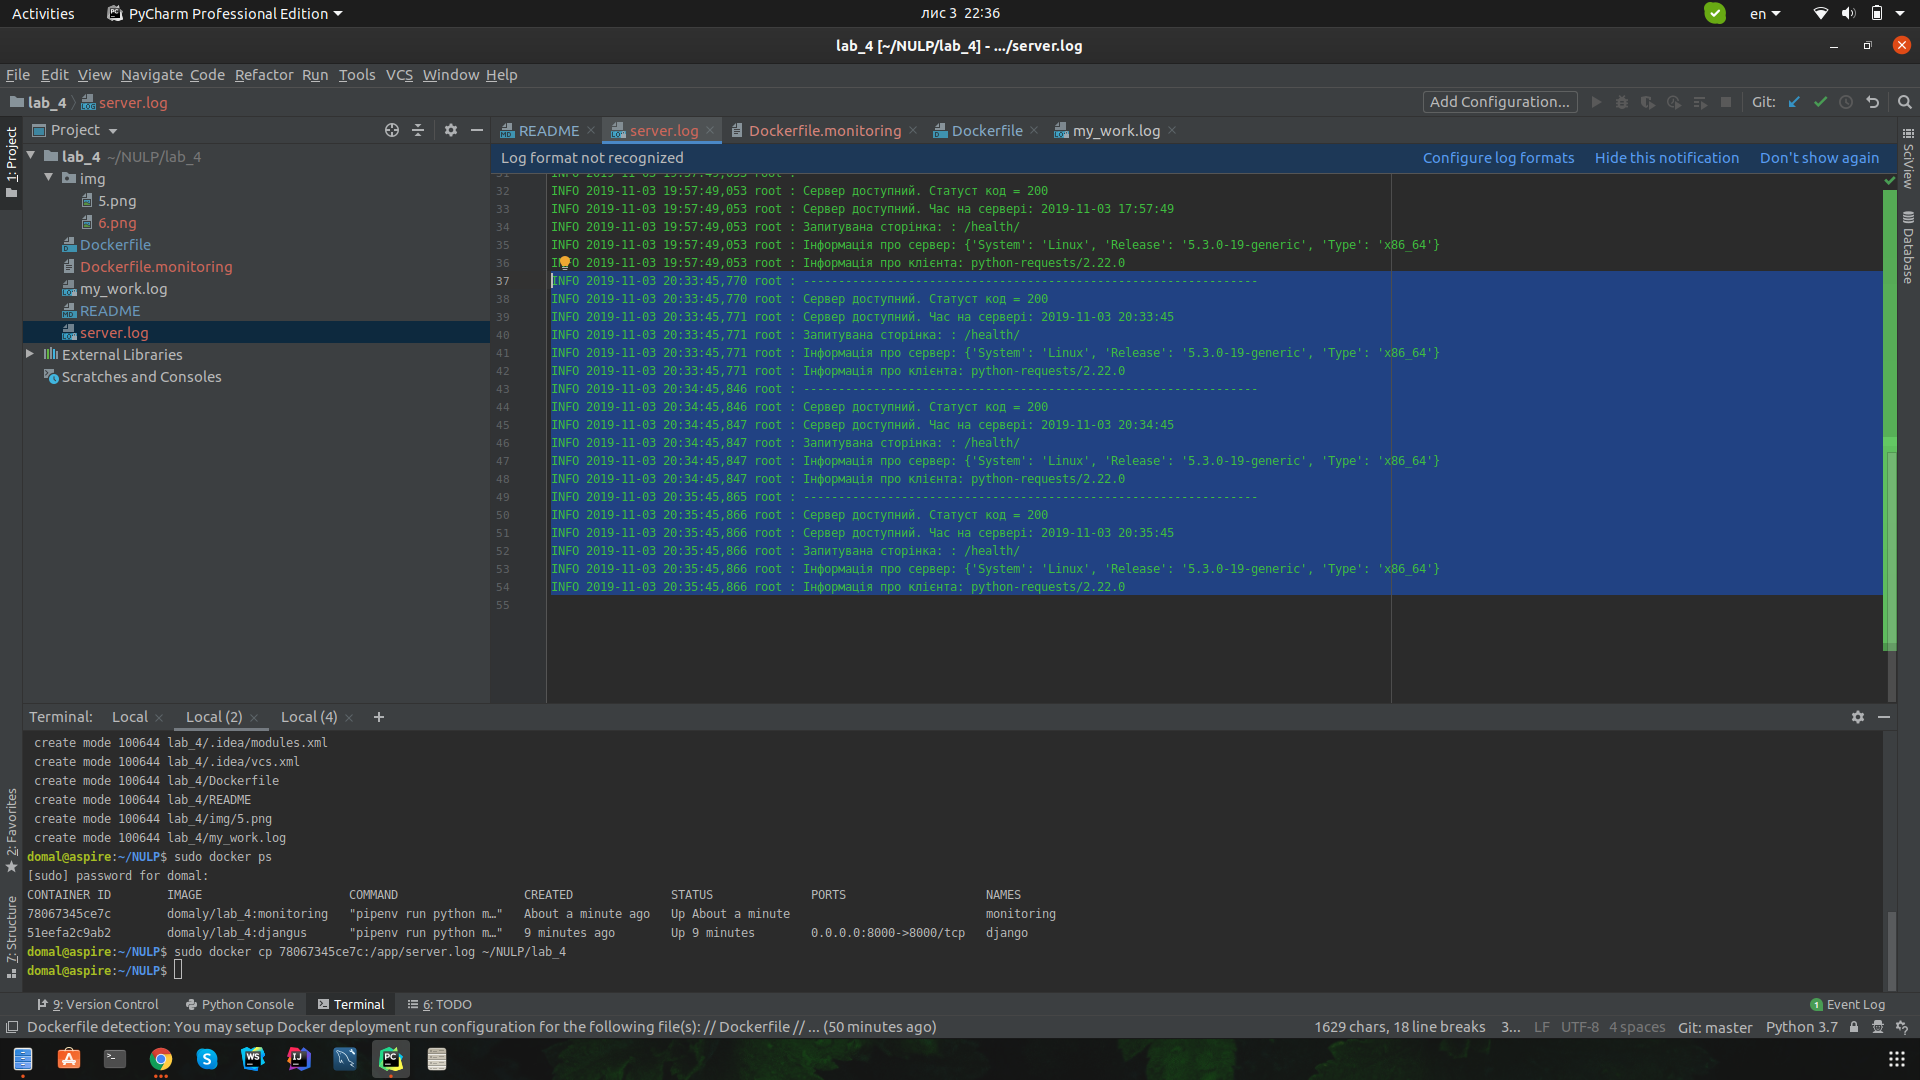 Activities
PyCharm Professional Edition
лис 3 22:36
en
lab_4 [~/NULP/lab_4] - .../server.log
File Edit View Navigate Code Refactor Run Tools VCS Window Help
lab_4 server.log
Add Configuration...
Git:
1: Project
Project
README
server.log
Dockerfile.monitoring
Dockerfile
my_work.log
Log format not recognized
Configure log formats
Hide this notification
Don't show again
lab_4 ~/NULP/lab_4
img
5.png
6.png
Dockerfile
Dockerfile.monitoring
my_work.log
README
server.log
External Libraries
Scratches and Consoles
32 INFO 2019-11-03 19:57:49,053 root : Сервер доступний. Статуст код = 200
33 INFO 2019-11-03 19:57:49,053 root : Сервер доступний. Час на сервері: 2019-11-03 17:57:49
34 INFO 2019-11-03 19:57:49,053 root : Запитувана сторінка: : /health/
35 INFO 2019-11-03 19:57:49,053 root : Інформація про сервер: {'System': 'Linux', 'Release': '5.3.0-19-generic', 'Type': 'x86_64'}
36 INFO 2019-11-03 19:57:49,053 root : Інформація про клієнта: python-requests/2.22.0
37 INFO 2019-11-03 20:33:45,770 root : -----------------------------------------------------------------
38 INFO 2019-11-03 20:33:45,770 root : Сервер доступний. Статуст код = 200
39 INFO 2019-11-03 20:33:45,771 root : Сервер доступний. Час на сервері: 2019-11-03 20:33:45
40 INFO 2019-11-03 20:33:45,771 root : Запитувана сторінка: : /health/
41 INFO 2019-11-03 20:33:45,771 root : Інформація про сервер: {'System': 'Linux', 'Release': '5.3.0-19-generic', 'Type': 'x86_64'}
42 INFO 2019-11-03 20:33:45,771 root : Інформація про клієнта: python-requests/2.22.0
43 INFO 2019-11-03 20:34:45,846 root : -----------------------------------------------------------------
44 INFO 2019-11-03 20:34:45,846 root : Сервер доступний. Статуст код = 200
45 INFO 2019-11-03 20:34:45,847 root : Сервер доступний. Час на сервері: 2019-11-03 20:34:45
46 INFO 2019-11-03 20:34:45,847 root : Запитувана сторінка: : /health/
47 INFO 2019-11-03 20:34:45,847 root : Інформація про сервер: {'System': 'Linux', 'Release': '5.3.0-19-generic', 'Type': 'x86_64'}
48 INFO 2019-11-03 20:34:45,847 root : Інформація про клієнта: python-requests/2.22.0
49 INFO 2019-11-03 20:35:45,865 root : -----------------------------------------------------------------
50 INFO 2019-11-03 20:35:45,866 root : Сервер доступний. Статуст код = 200
51 INFO 2019-11-03 20:35:45,866 root : Сервер доступний. Час на сервері: 2019-11-03 20:35:45
52 INFO 2019-11-03 20:35:45,866 root : Запитувана сторінка: : /health/
53 INFO 2019-11-03 20:35:45,866 root : Інформація про сервер: {'System': 'Linux', 'Release': '5.3.0-19-generic', 'Type': 'x86_64'}
54 INFO 2019-11-03 20:35:45,866 root : Інформація про клієнта: python-requests/2.22.0
55
SciView
Database
2: Favorites
7: Structure
Terminal: Local Local (2) Local (4)
create mode 100644 lab_4/.idea/modules.xml
create mode 100644 lab_4/.idea/vcs.xml
create mode 100644 lab_4/Dockerfile
create mode 100644 lab_4/README
create mode 100644 lab_4/img/5.png
create mode 100644 lab_4/my_work.log
domal@aspire:~/NULP$ sudo docker ps
[sudo] password for domal:
CONTAINER ID IMAGE COMMAND CREATED STATUS PORTS NAMES
78067345ce7c domaly/lab_4:monitoring "pipenv run python m…" About a minute ago Up About a minute monitoring
51eefa2c9ab2 domaly/lab_4:djangus "pipenv run python m…" 9 minutes ago Up 9 minutes 0.0.0.0:8000->8000/tcp django
domal@aspire:~/NULP$ sudo docker cp 78067345ce7c:/app/server.log ~/NULP/lab_4
domal@aspire:~/NULP$
9: Version Control
Python Console
Terminal
6: TODO
1 Event Log
Dockerfile detection: You may setup Docker deployment run configuration for the following file(s): // Dockerfile // ... (50 minutes ago)
1629 chars, 18 line breaks 3... LF UTF-8 4 spaces Git: master Python 3.7